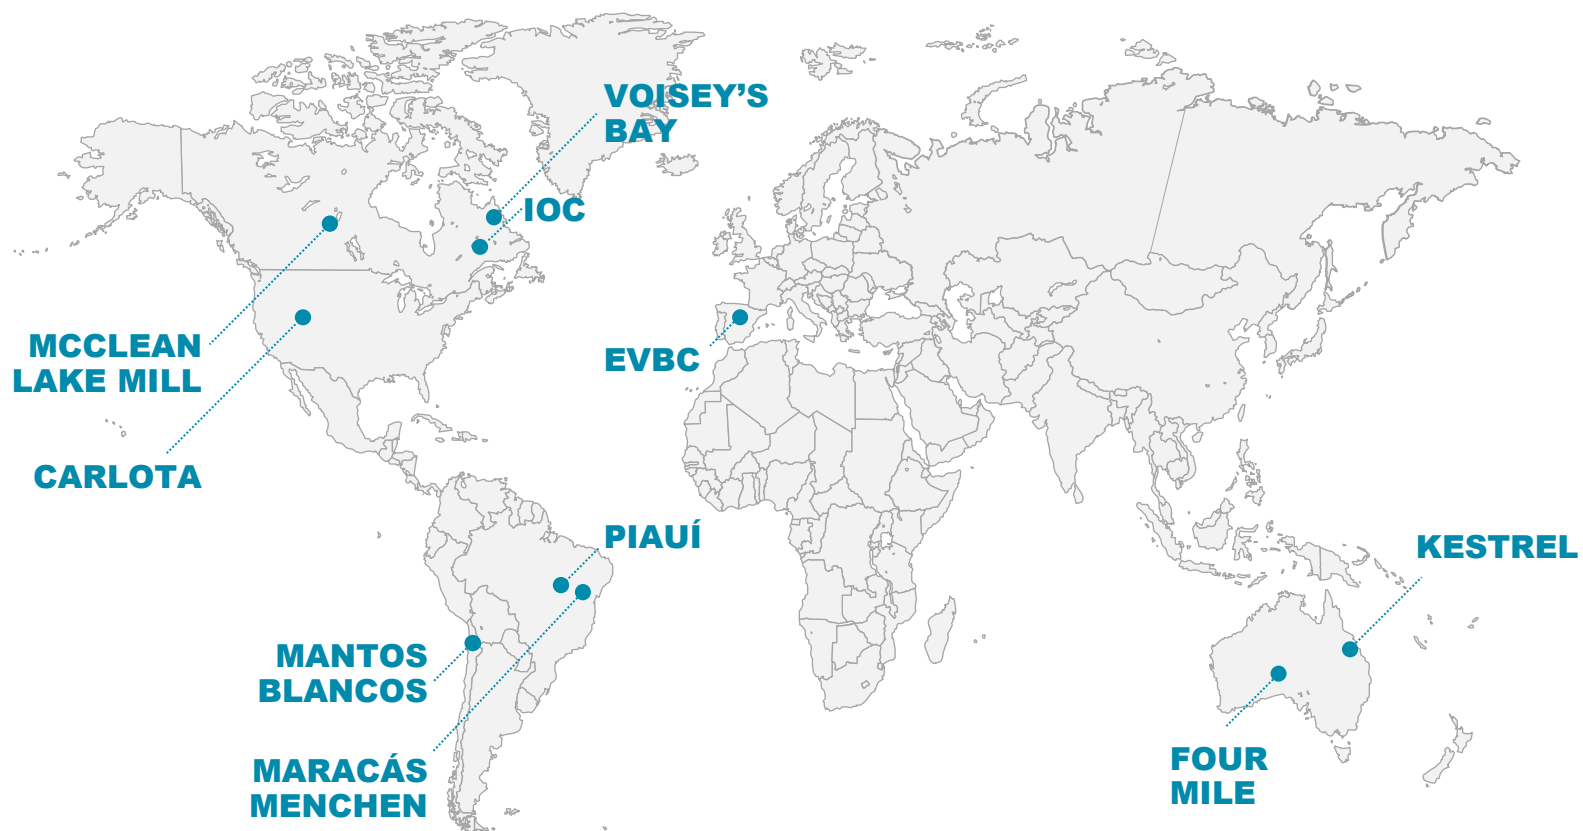 VOISEY’S
BAY
IOC
MCCLEAN
LAKE MILL
EVBC
CARLOTA
PIAUÍ
KESTREL
MANTOS
BLANCOS
MARACÁS
MENCHEN
FOUR
MILE